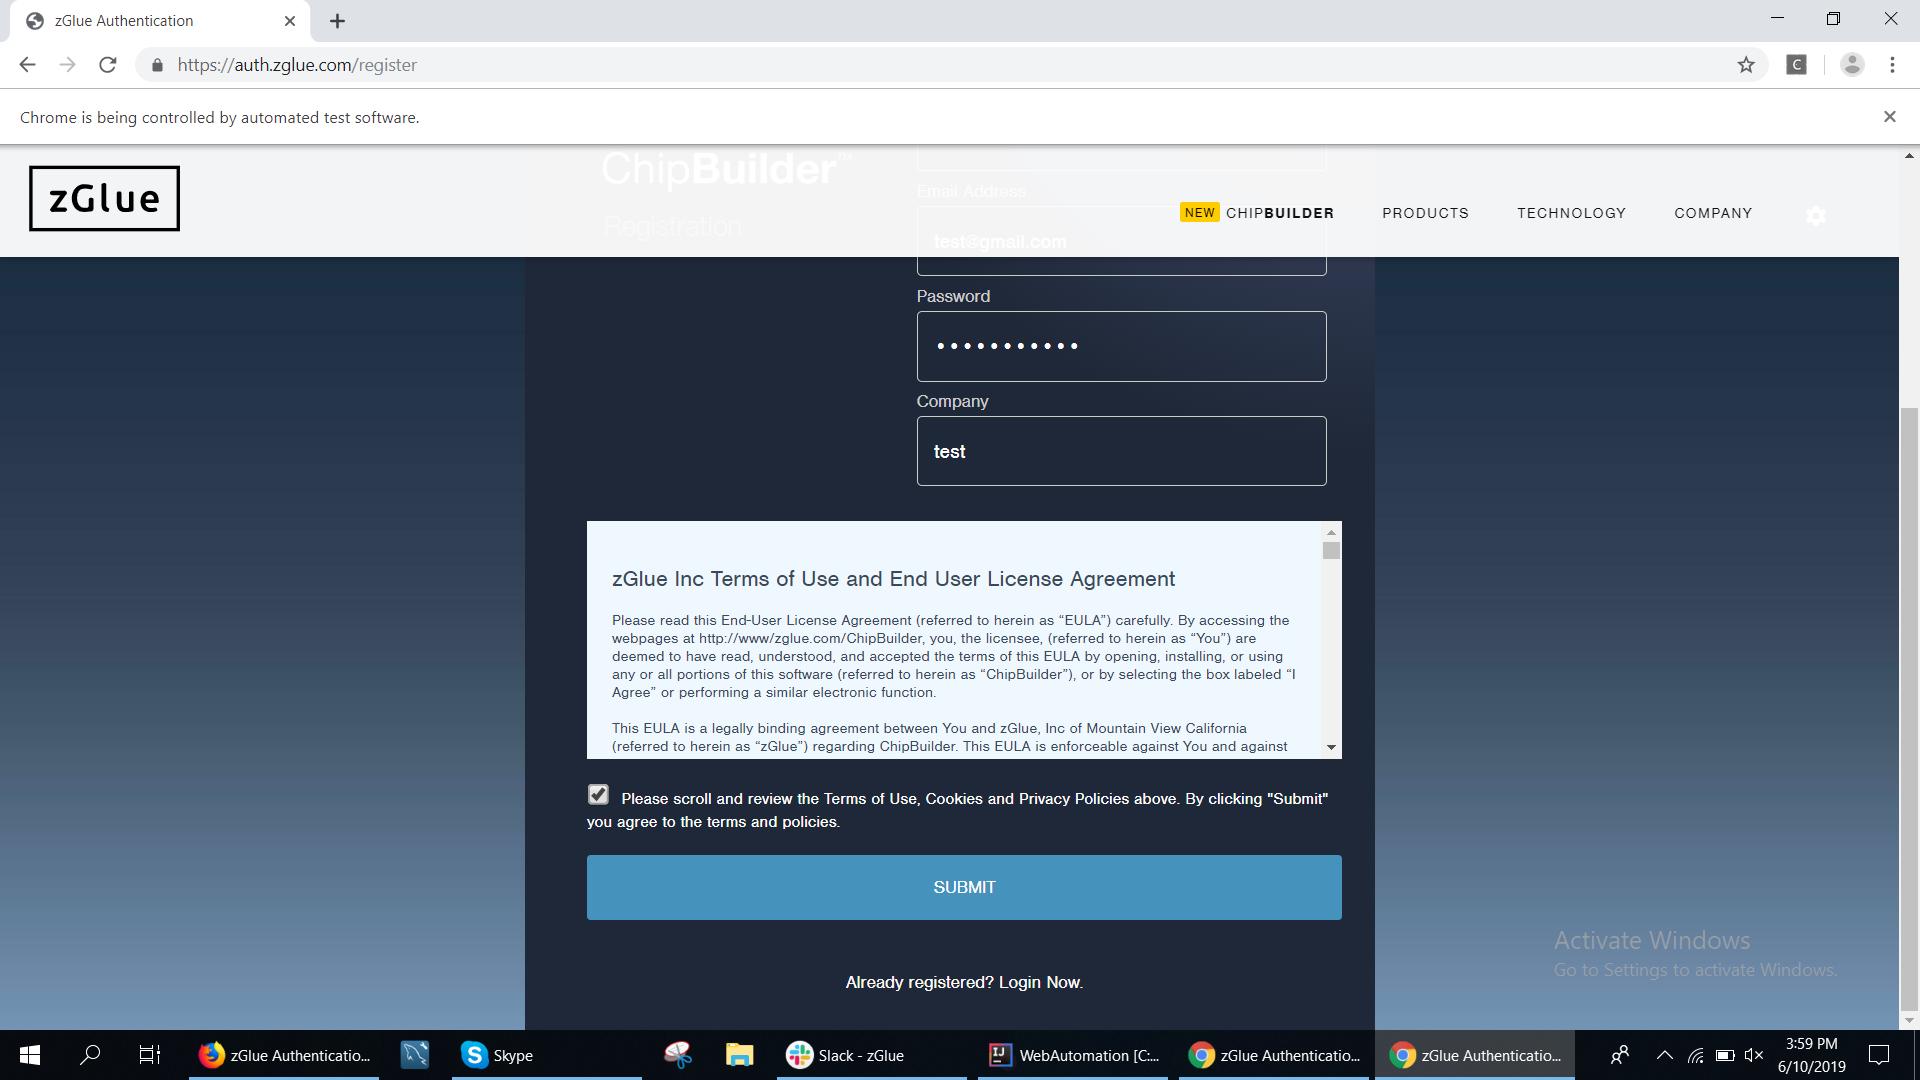 zGlue Authentication
https://auth.zglue.com/register
C
Chrome is being controlled by automated test software.
zGlue
ChipBuilder™
Registration
NEW CHIPBUILDER PRODUCTS TECHNOLOGY COMPANY
Email Address
test@gmail.com
Password
Company
test
zGlue Inc Terms of Use and End User License Agreement
Please read this End-User License Agreement (referred to herein as “EULA”) carefully. By accessing the
webpages at http://www/zglue.com/ChipBuilder, you, the licensee, (referred to herein as “You”) are
deemed to have read, understood, and accepted the terms of this EULA by opening, installing, or using
any or all portions of this software (referred to herein as “ChipBuilder”), or by selecting the box labeled “I
Agree” or performing a similar electronic function.
This EULA is a legally binding agreement between You and zGlue, Inc of Mountain View California
(referred to herein as “zGlue”) regarding ChipBuilder. This EULA is enforceable against You and against
Please scroll and review the Terms of Use, Cookies and Privacy Policies above. By clicking "Submit"
you agree to the terms and policies.
SUBMIT
Already registered? Login Now.
Activate Windows
Go to Settings to activate Windows.
zGlue Authenticatio...
Skype
Slack - zGlue
WebAutomation [C:...
zGlue Authenticatio...
zGlue Authenticatio...
3:59 PM
6/10/2019